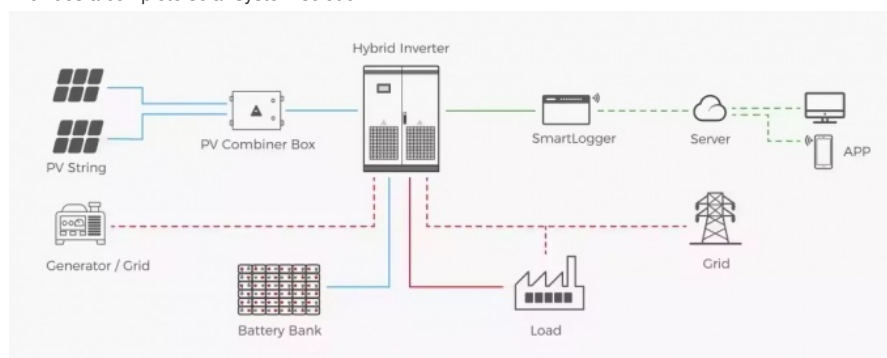 Hybrid Inverter
PV Combiner Box
SmartLogger
Server
APP
PV String
Generator / Grid
Grid
Battery Bank
Load